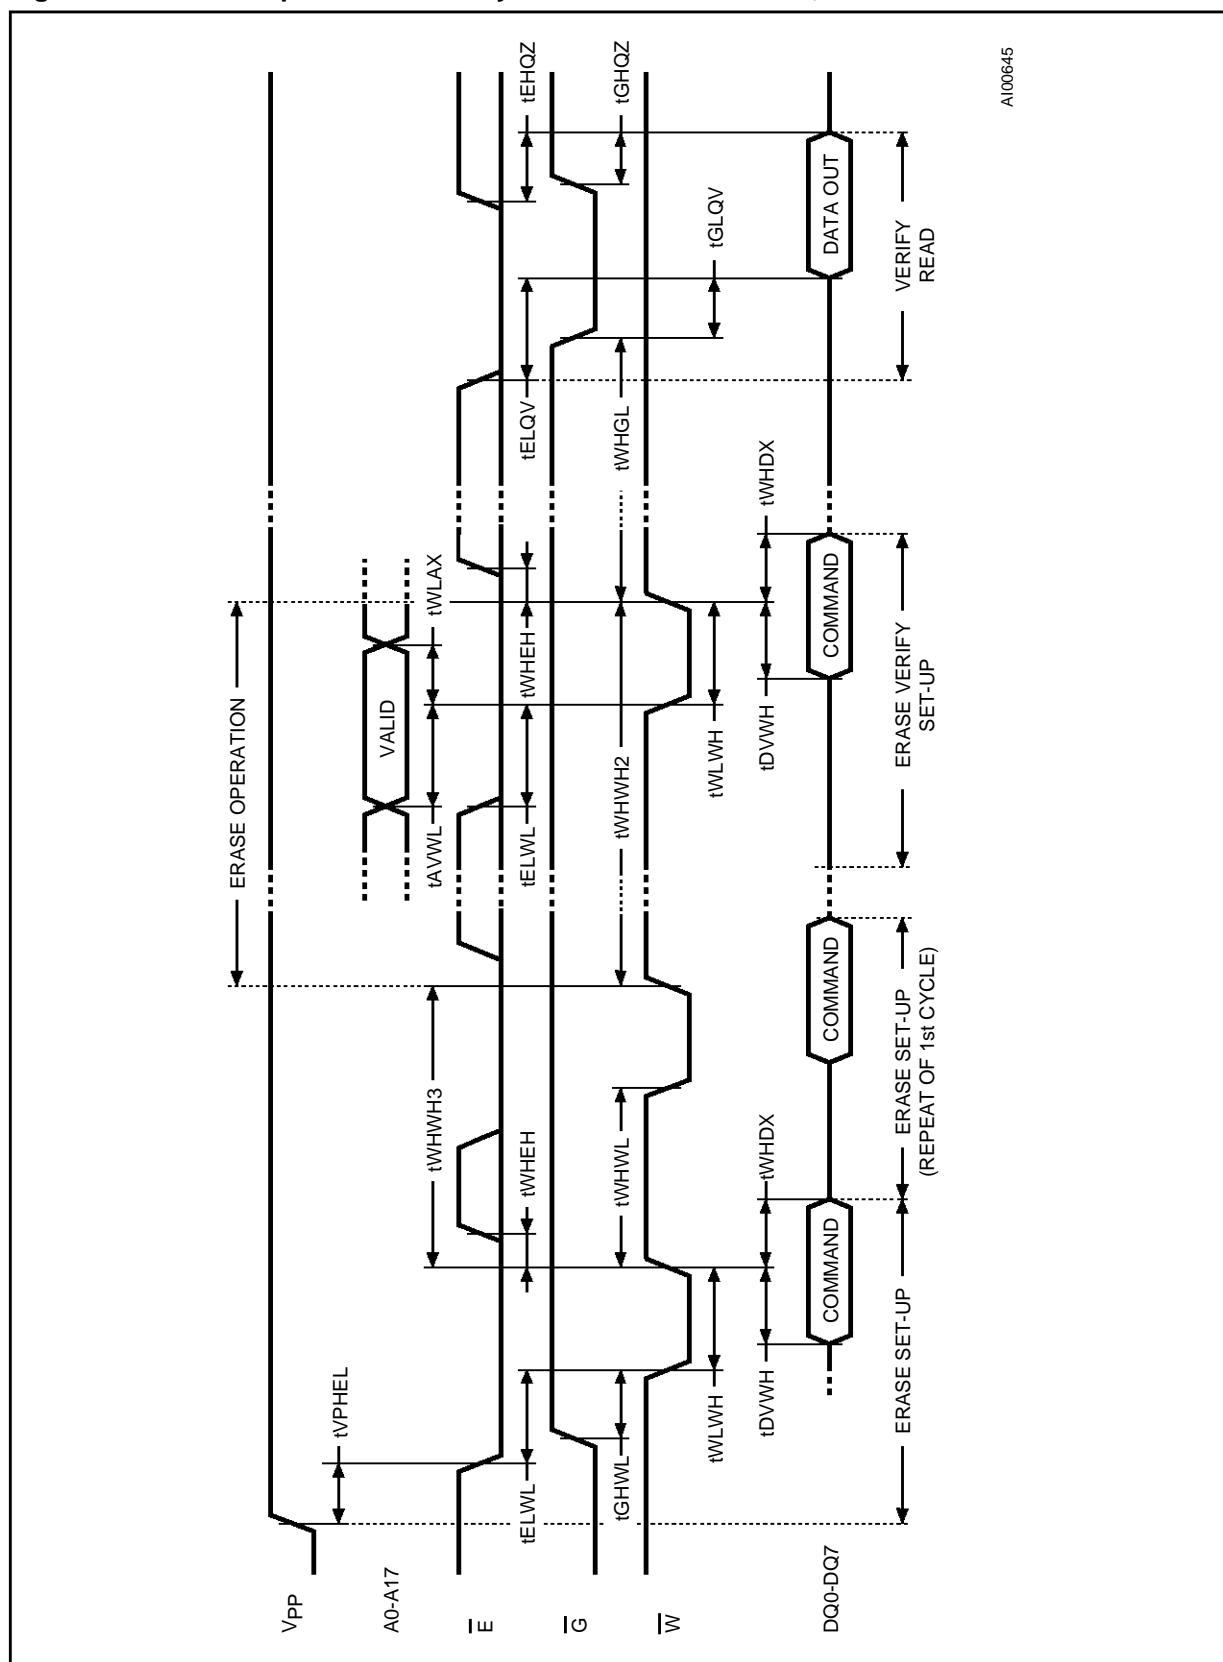 VPP
A0-A17
E
G
W
DQ0-DQ7
tVPHEL
ERASE OPERATION
VALID
tWHWH3
tAVWL
tWLAX
tELWL
tWHEH
tELWL
tWHEH
tELQV
tEHQZ
tGHWL
tWHWL
tWHWH2
tWHGL
tGHQZ
tWLWH
tWLWH
tGLQV
tDVWH
tWHDX
tDVWH
tWHDX
COMMAND
COMMAND
COMMAND
DATA OUT
ERASE SET-UP
ERASE SET-UP
(REPEAT OF 1st CYCLE)
ERASE VERIFY
SET-UP
VERIFY
READ
AI00645